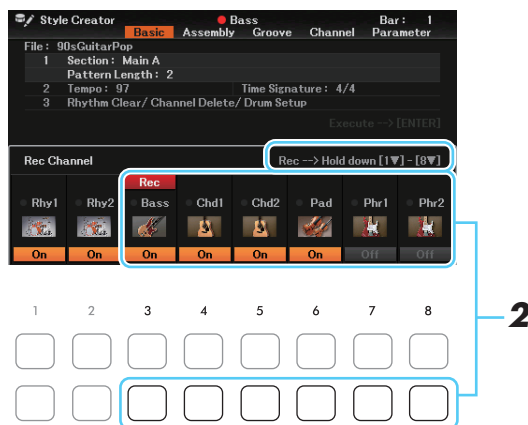 Style Creator Bass Bar: 1
Basic Assembly Groove Channel Parameter
File: 90sGuitarPop
1 Section: Main A
Pattern Length: 2
2 Tempo: 97 Time Signature: 4/4
3 Rhythm Clear/ Channel Delete/ Drum Setup
Execute --> [ENTER]
Rec Channel Rec --> Hold down [1▼] - [8▼]
Rec
Rhy1 Rhy2 Bass Chd1 Chd2 Pad Phr1 Phr2
On On On On On On Off Off
1 2 3 4 5 6 7 8
2